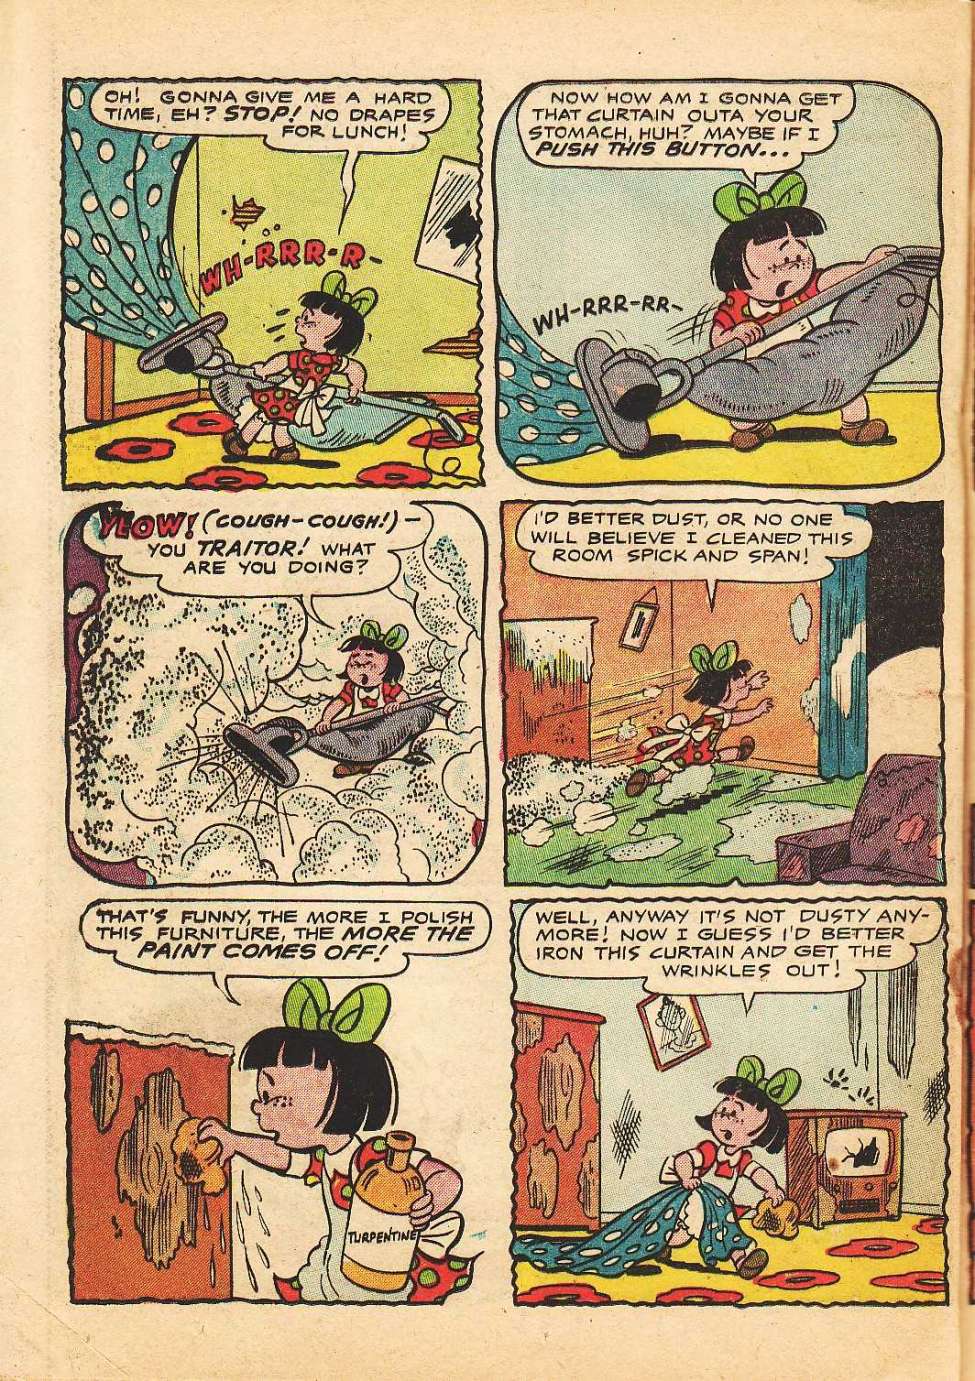 OH! GONNA GIVE ME A HARD
TIME, EH? STOP! NO DRAPES
FOR LUNCH!
WH-RRRR-R-
NOW HOW AM I GONNA GET
THAT CURTAIN OUTA YOUR
STOMACH, HUH? MAYBE IF I
PUSH THIS BUTTON...
WH-RRR-RR-
YEOW! (COUGH-COUGH!)-
YOU TRAITOR! WHAT
ARE YOU DOING?
I'D BETTER DUST, OR NO ONE
WILL BELIEVE I CLEANED THIS
ROOM SPICK AND SPAN!
THAT'S FUNNY, THE MORE I POLISH
THIS FURNITURE, THE MORE THE
PAINT COMES OFF!
TURPENTINE
WELL, ANYWAY IT'S NOT DUSTY ANY-
MORE! NOW I GUESS I'D BETTER
IRON THIS CURTAIN AND GET THE
WRINKLES OUT!